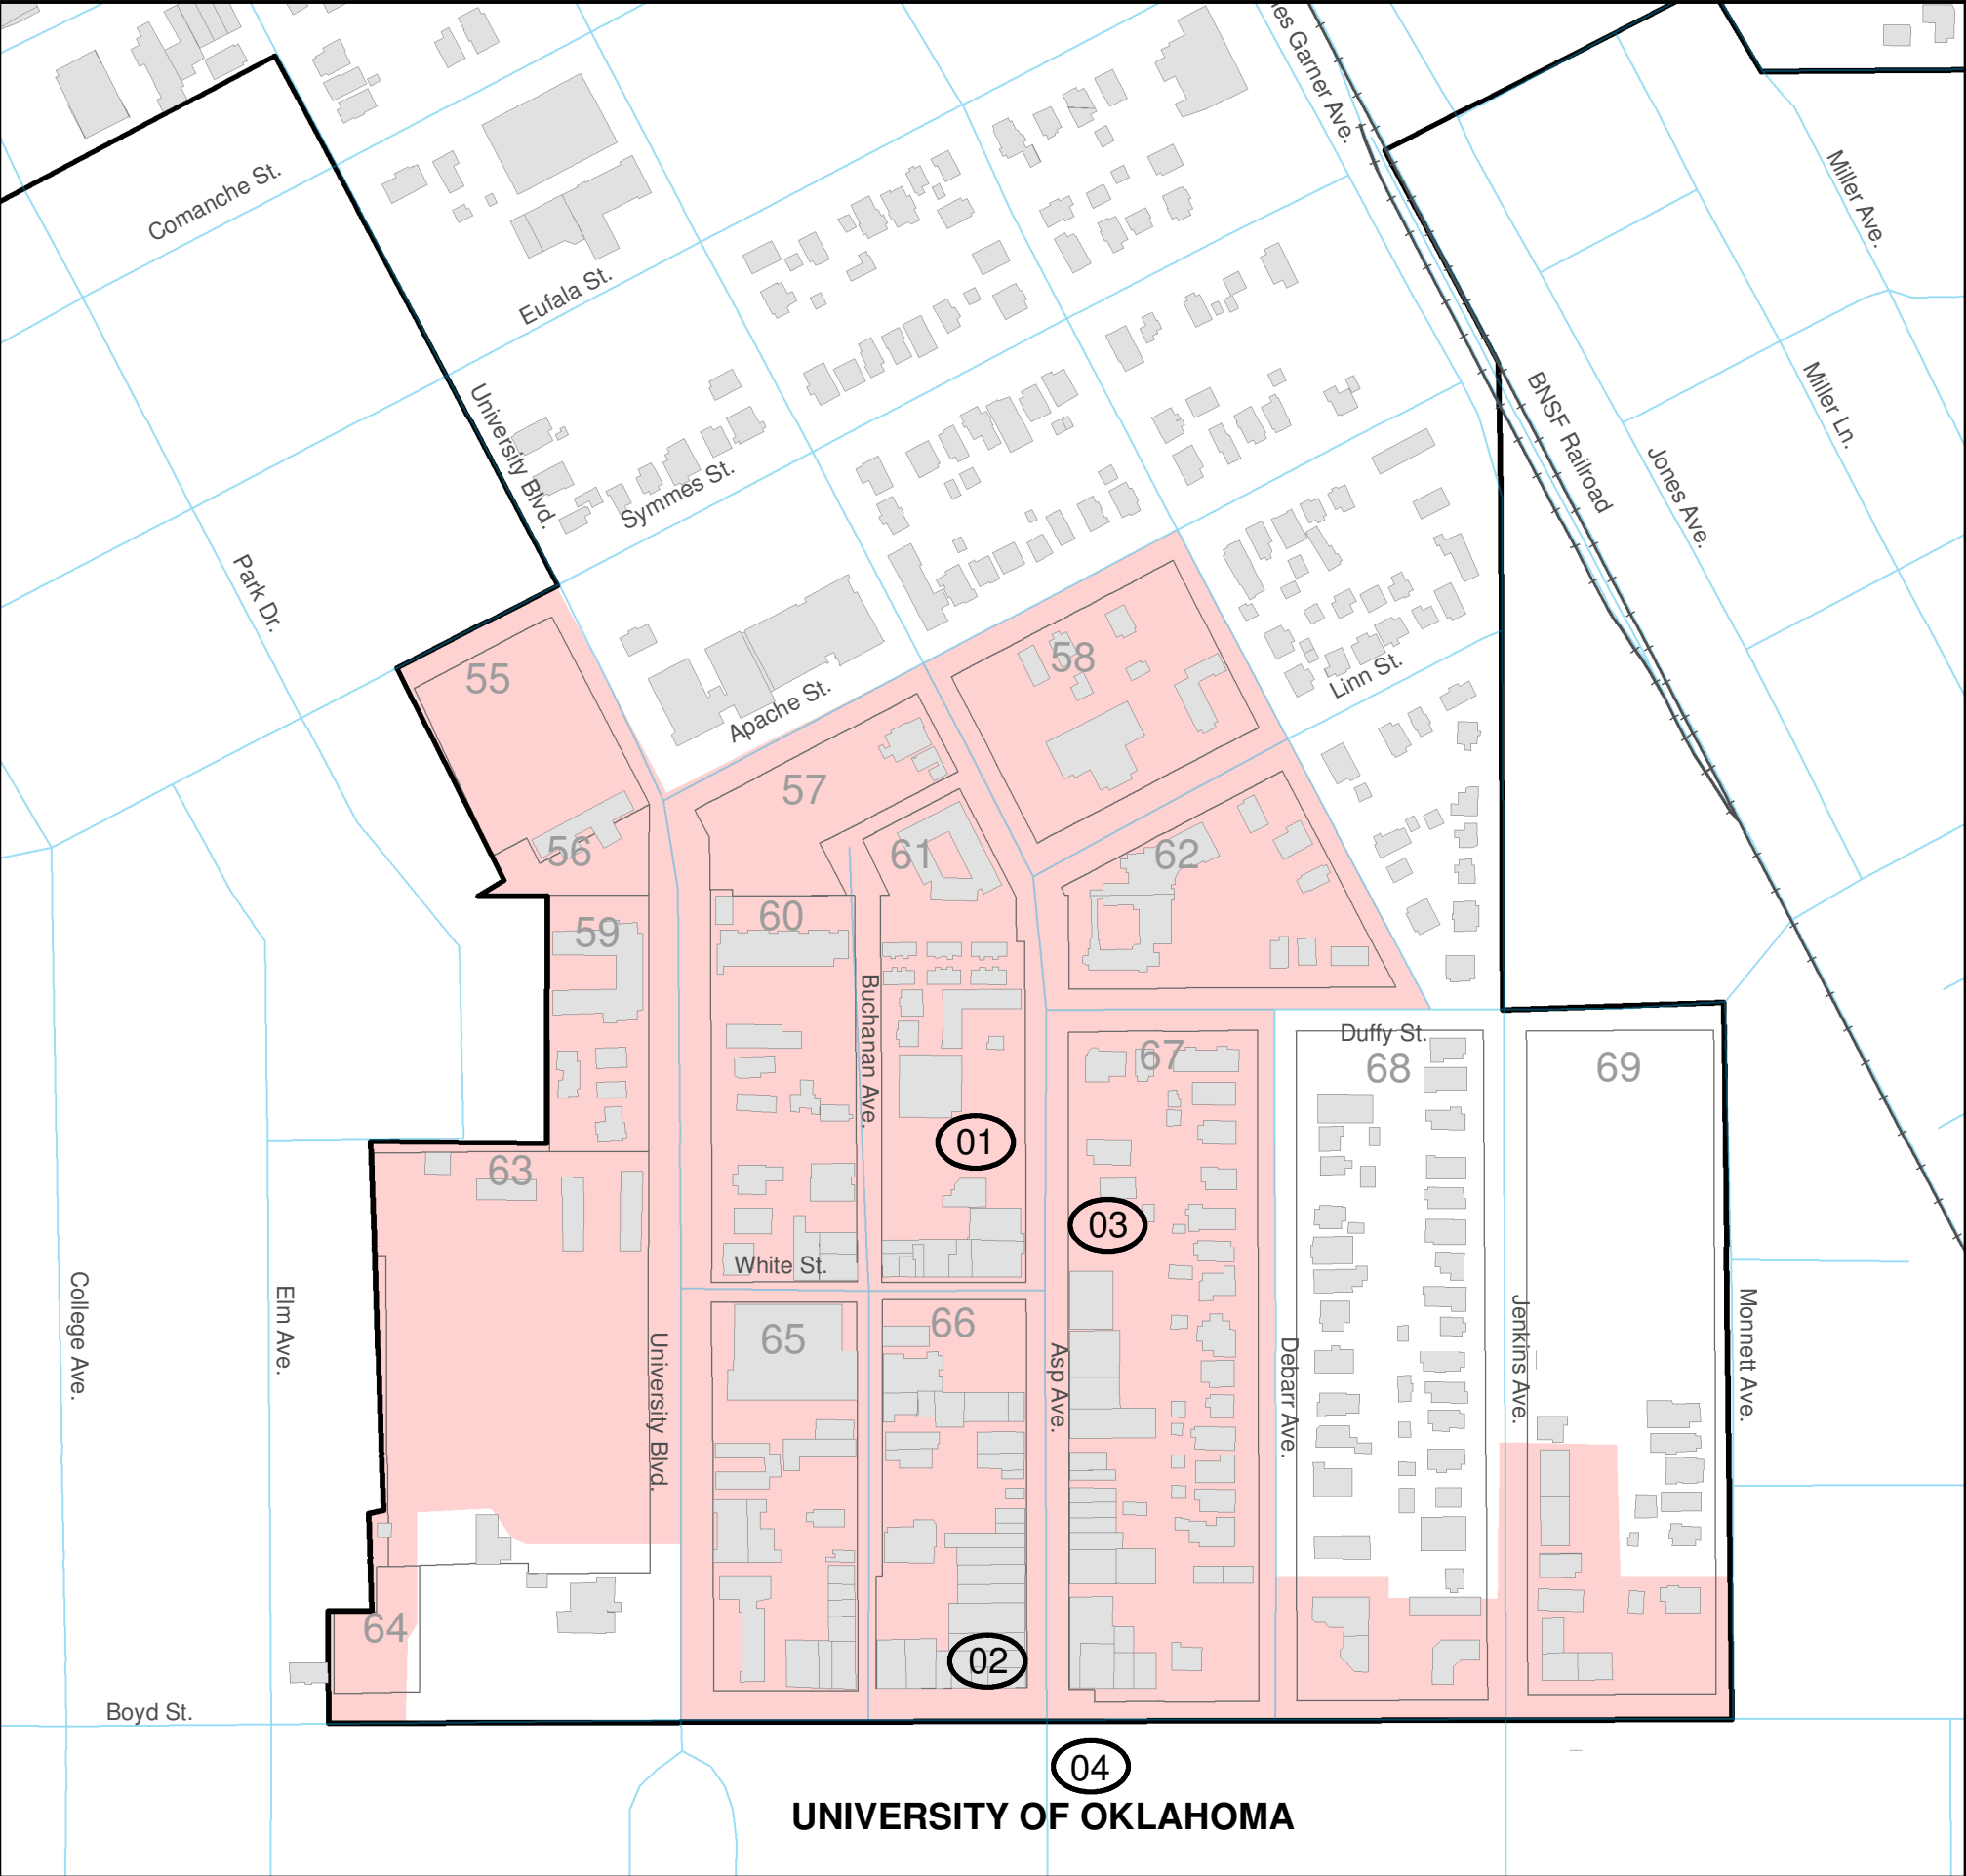 es Garner Ave.
Miller Ave.
Comanche St.
Eufala St.
University Blvd.
Symmes St.
BNSF Railroad
Miller Ln.
Jones Ave.
Park Dr.
Linn St.
Apache St.
55
58
57
56
61
62
60
59
Buchanan Ave.
Duffy St.
67
68
69
01
63
03
White St.
College Ave.
Elm Ave.
University Blvd.
65
66
Asp Ave.
Debarr Ave.
Jenkins Ave.
Monnett Ave.
64
02
Boyd St.
04
UNIVERSITY OF OKLAHOMA